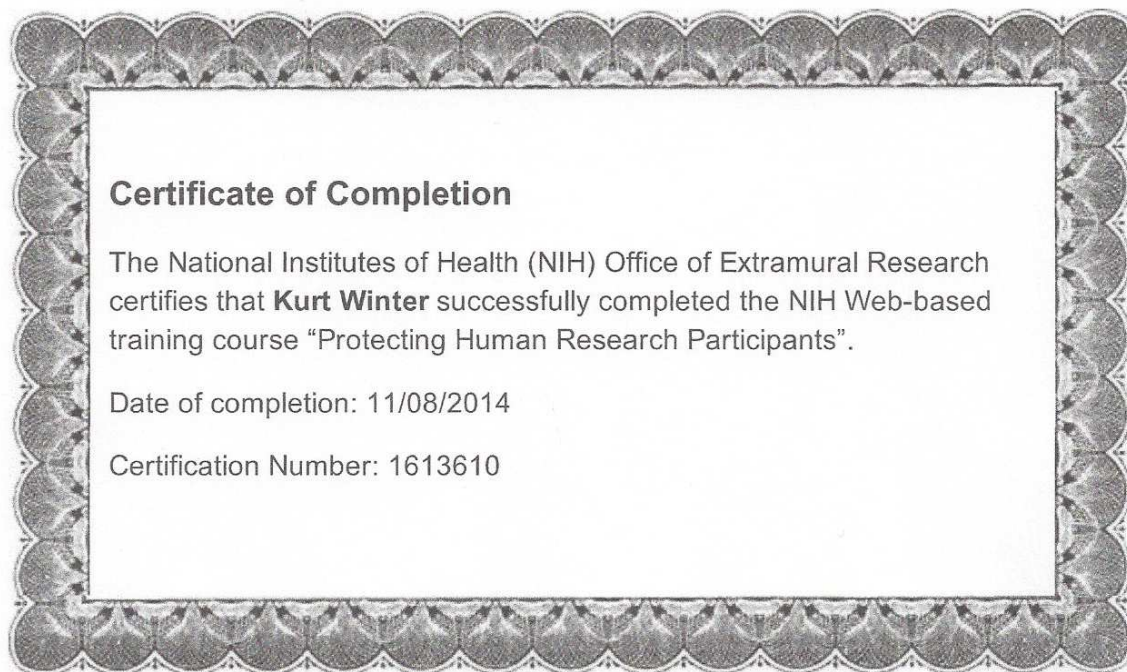 Certificate of Completion
The National Institutes of Health (NIH) Office of Extramural Research
certifies that Kurt Winter successfully completed the NIH Web-based
training course “Protecting Human Research Participants”.
Date of completion: 11/08/2014
Certification Number: 1613610